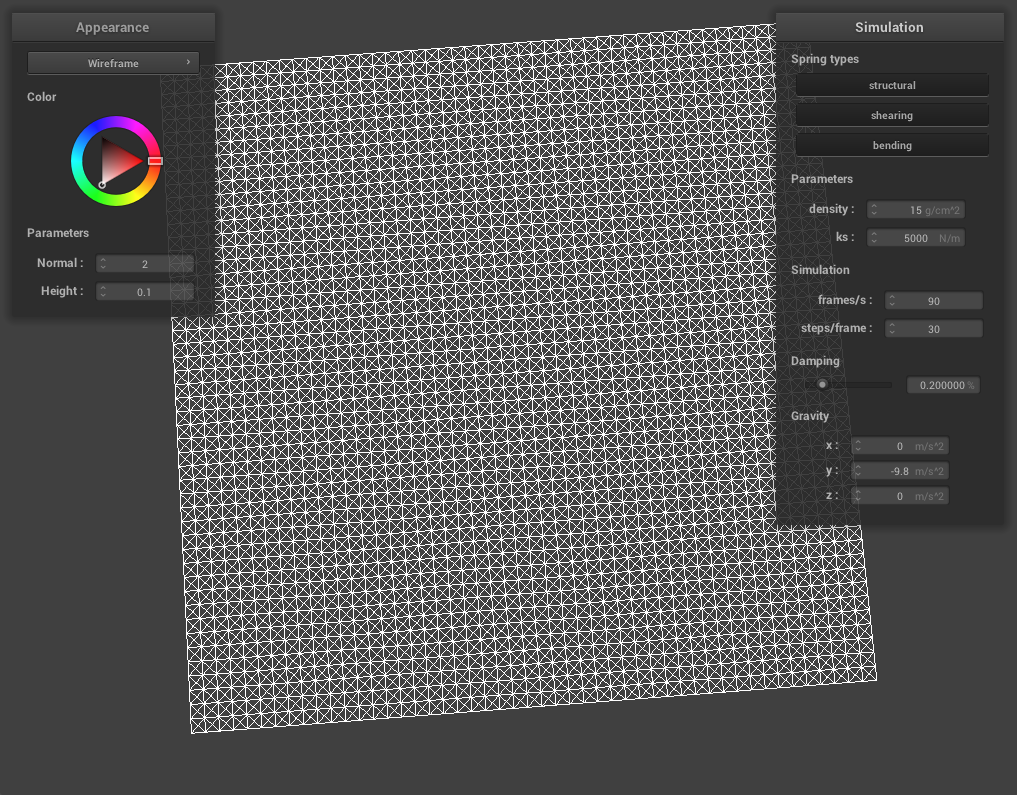 Appearance
Wireframe ›
Color
Parameters
Normal : 2
Height : 0.1
Simulation
Spring types
structural
shearing
bending
Parameters
density : 15 g/cm^2
ks : 5000 N/m
Simulation
frames/s : 90
steps/frame : 30
Damping
0.200000 %
Gravity
x : 0 m/s^2
y : -9.8 m/s^2
z : 0 m/s^2